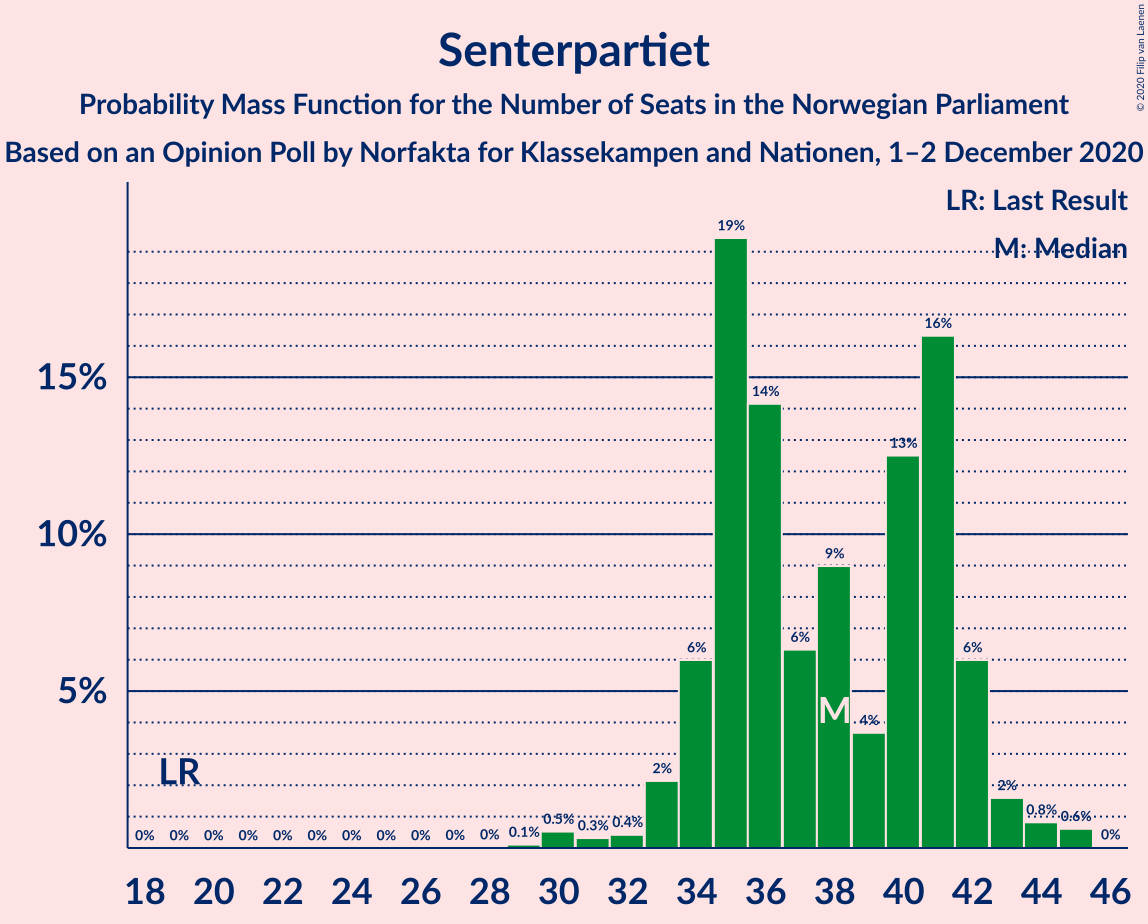 Senterpartiet
Probability Mass Function for the Number of Seats in the Norwegian Parliament
Based on an Opinion Poll by Norfakta for Klassekampen and Nationen, 1–2 December 2020
© 2020 Filip van Laenen
LR: Last Result
M: Median
15%
10%
5%
LR
M
0% 0% 0% 0% 0% 0% 0% 0% 0% 0% 0% 0.1% 0.5% 0.3% 0.4% 2% 6% 19% 14% 6% 9% 4% 13% 16% 6% 2% 0.8% 0.6% 0%
18 20 22 24 26 28 30 32 34 36 38 40 42 44 46